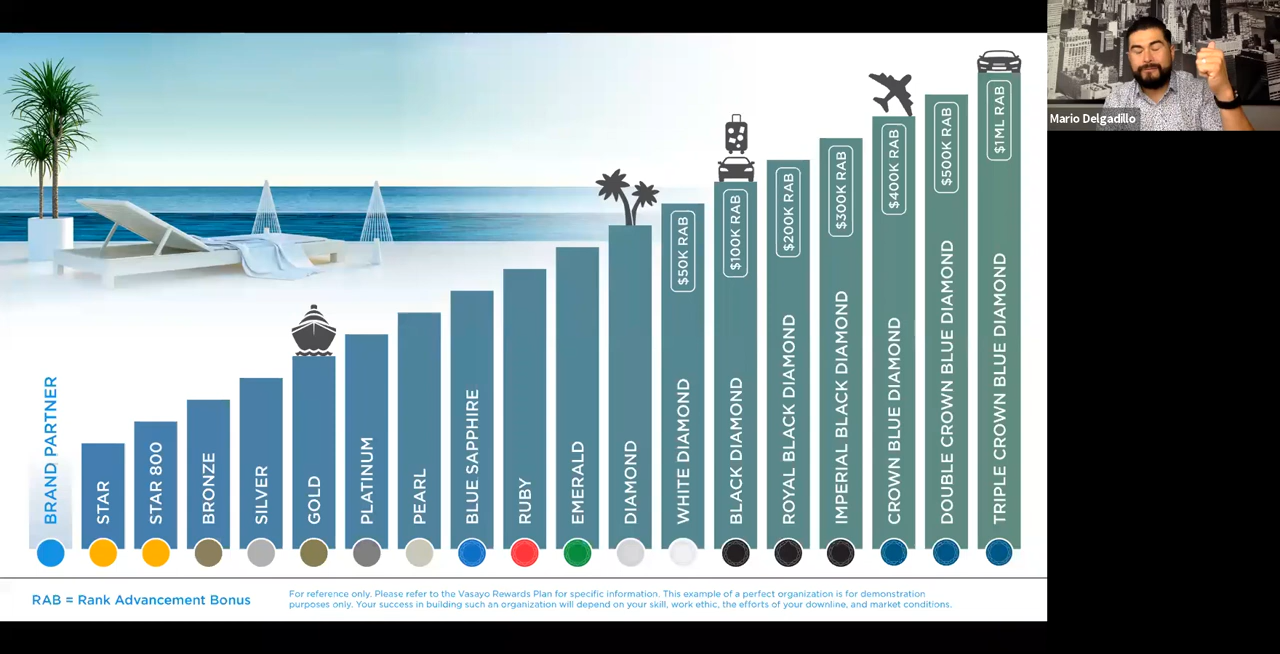 Mario Delgadillo
BRAND PARTNER
STAR
STAR 800
BRONZE
SILVER
GOLD
PLATINUM
PEARL
BLUE SAPPHIRE
RUBY
EMERALD
DIAMOND
WHITE DIAMOND
$50K RAB
BLACK DIAMOND
$100K RAB
ROYAL BLACK DIAMOND
$200K RAB
IMPERIAL BLACK DIAMOND
$300K RAB
CROWN BLUE DIAMOND
$400K RAB
DOUBLE CROWN BLUE DIAMOND
$500K RAB
TRIPLE CROWN BLUE DIAMOND
$1ML RAB
RAB = Rank Advancement Bonus
For reference only. Please refer to the Vasayo Rewards Plan for specific information. This example of a perfect organization is for demonstration
purposes only. Your success in building such an organization will depend on your skill, work ethic, the efforts of your downline, and market conditions.